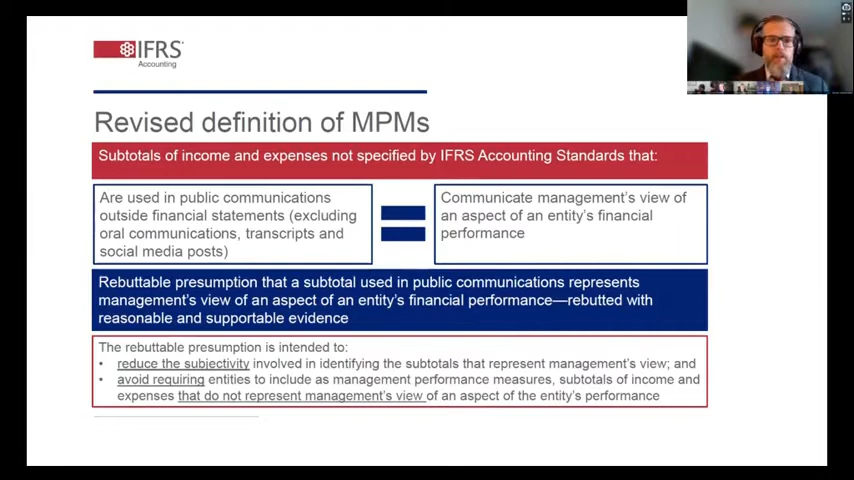 IFRS
Accounting
Revised definition of MPMs
Subtotals of income and expenses not specified by IFRS Accounting Standards that:
Are used in public communications
outside financial statements (excluding
oral communications, transcripts and
social media posts)
Communicate management's view of
an aspect of an entity's financial
performance
Rebuttable presumption that a subtotal used in public communications represents
management's view of an aspect of an entity's financial performance—rebutted with
reasonable and supportable evidence
The rebuttable presumption is intended to:
• reduce the subjectivity involved in identifying the subtotals that represent management's view; and
• avoid requiring entities to include as management performance measures, subtotals of income and
expenses that do not represent management's view of an aspect of the entity's performance